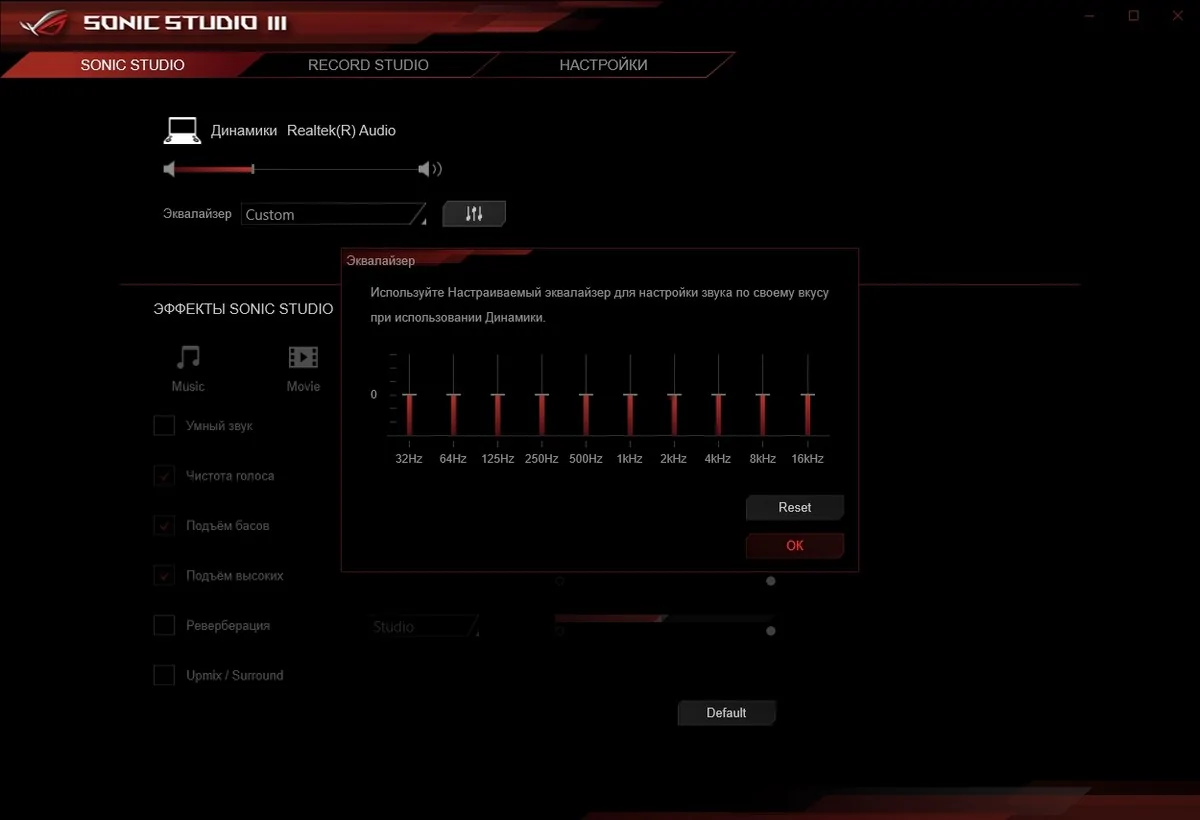 SONIC STUDIO III
SONIC STUDIO RECORD STUDIO НАСТРОЙКИ
Динамики Realtek(R) Audio
Эквалайзер Custom
Эквалайзер
Используйте Настраиваемый эквалайзер для настройки звука по своему вкусу
при использовании Динамики.
ЭФФЕКТЫ SONIC STUDIO
Music Movie
0
32Hz 64Hz 125Hz 250Hz 500Hz 1kHz 2kHz 4kHz 8kHz 16kHz
Умный звук
Чистота голоса
Reset
Подъём басов
OK
Подъём высоких
Реверберация Studio
Upmix / Surround
Default